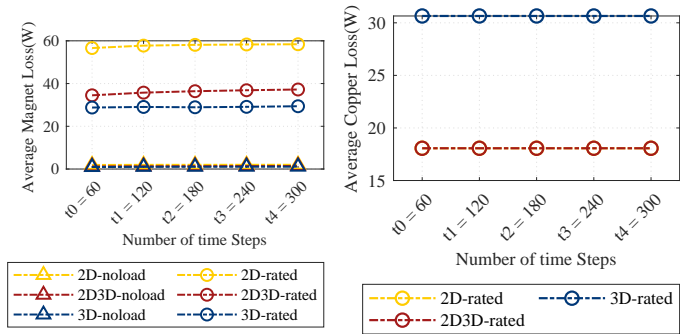 Average Magnet Loss(W)
60
40
20
0
t0 = 60
t1 = 120
t2 = 180
t3 = 240
t4 = 300
Number of time Steps
2D-noload
2D-rated
2D3D-noload
2D3D-rated
3D-noload
3D-rated
Average Copper Loss(W)
30
25
20
15
t0 = 60
t1 = 120
t2 = 180
t3 = 240
t4 = 300
Number of time Steps
2D-rated
3D-rated
2D3D-rated